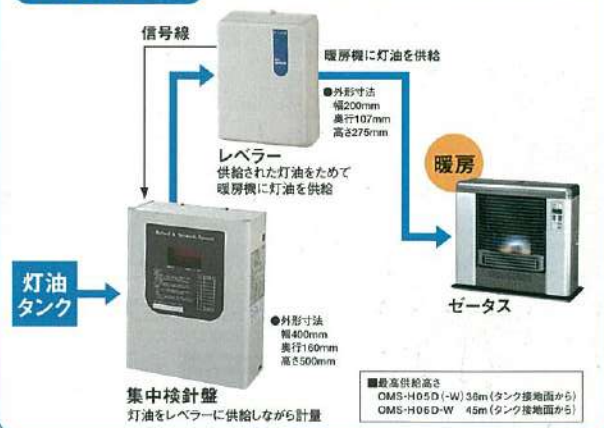 信号線
暖房機に灯油を供給
●外形寸法
幅200mm
奥行107mm
高さ275mm
レベラー
供給された灯油をためて
暖房機に灯油を供給
暖房
灯油
タンク
ゼータス
●外形寸法
幅400mm
奥行160mm
高さ500mm
集中検針盤
灯油をレベラーに供給しながら計量
■最高供給高さ
OMS-H05D(-W) 36m(タンク接地面から)
OMS-H06D-W 45m(タンク接地面から)